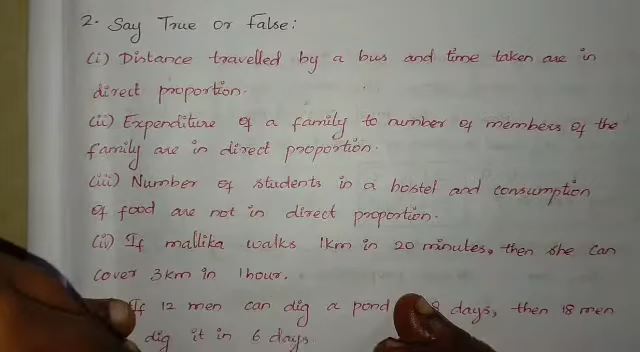 2. Say True or False:
(i) Distance travelled by a bus and time taken are in
direct proportion.
(ii) Expenditure of a family to number of members of the
family are in direct proportion.
(iii) Number of students in a hostel and consumption
of food are not in direct proportion.
(iv) If mallika walks 1km in 20 minutes, then she can
cover 3km in 1hour.
If 12 men can dig a pond 8 days, then 18 men
dig it in 6 days.